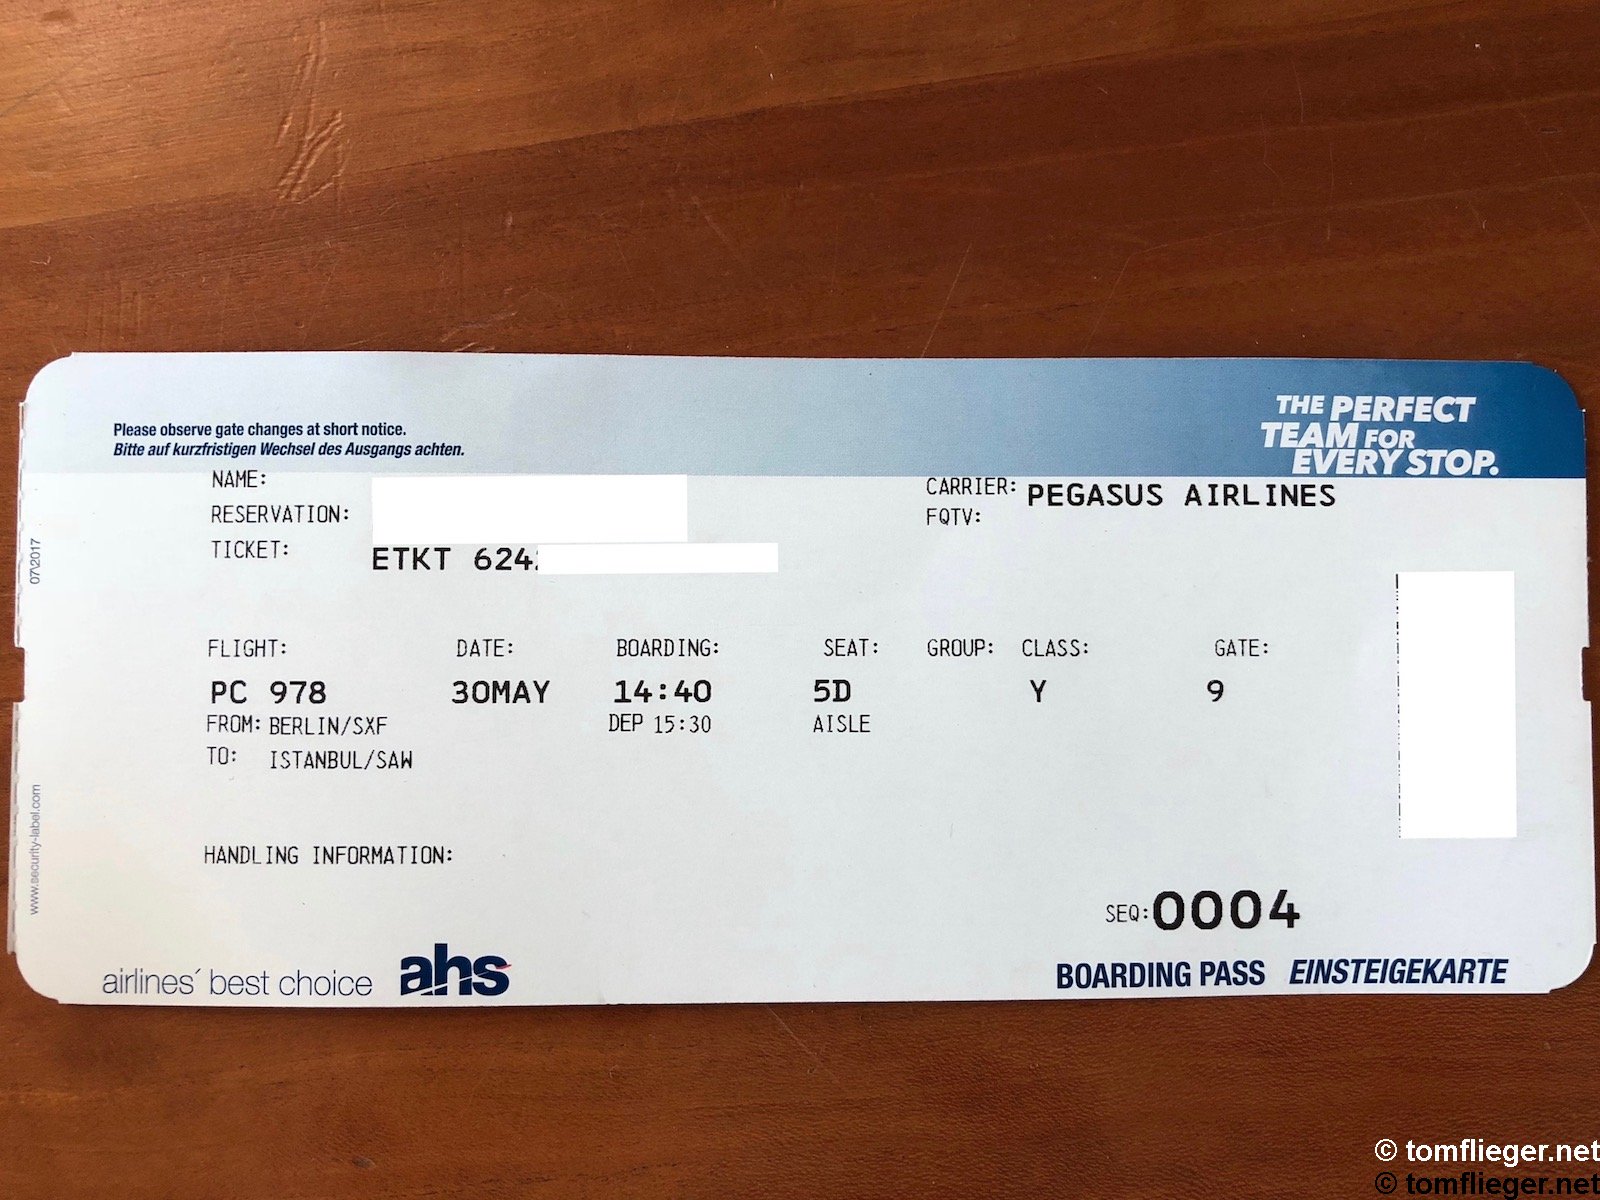 THE PERFECT
TEAM FOR
EVERY STOP.
Please observe gate changes at short notice.
Bitte auf kurzfristigen Wechsel des Ausgangs achten.
NAME:
CARRIER: PEGASUS AIRLINES
RESERVATION:
FQTV:
TICKET: ETKT 624
07\2017
FLIGHT: DATE: BOARDING: SEAT: GROUP: CLASS: GATE:
PC 978 30MAY 14:40 5D Y 9
FROM: BERLIN/SXF DEP 15:30 AISLE
TO: ISTANBUL/SAW
www.security-label.com
HANDLING INFORMATION:
SEQ: 0004
airlines´ best choice ahs
BOARDING PASS EINSTEIGEKARTE
© tomflieger.net
© tomflieger.net